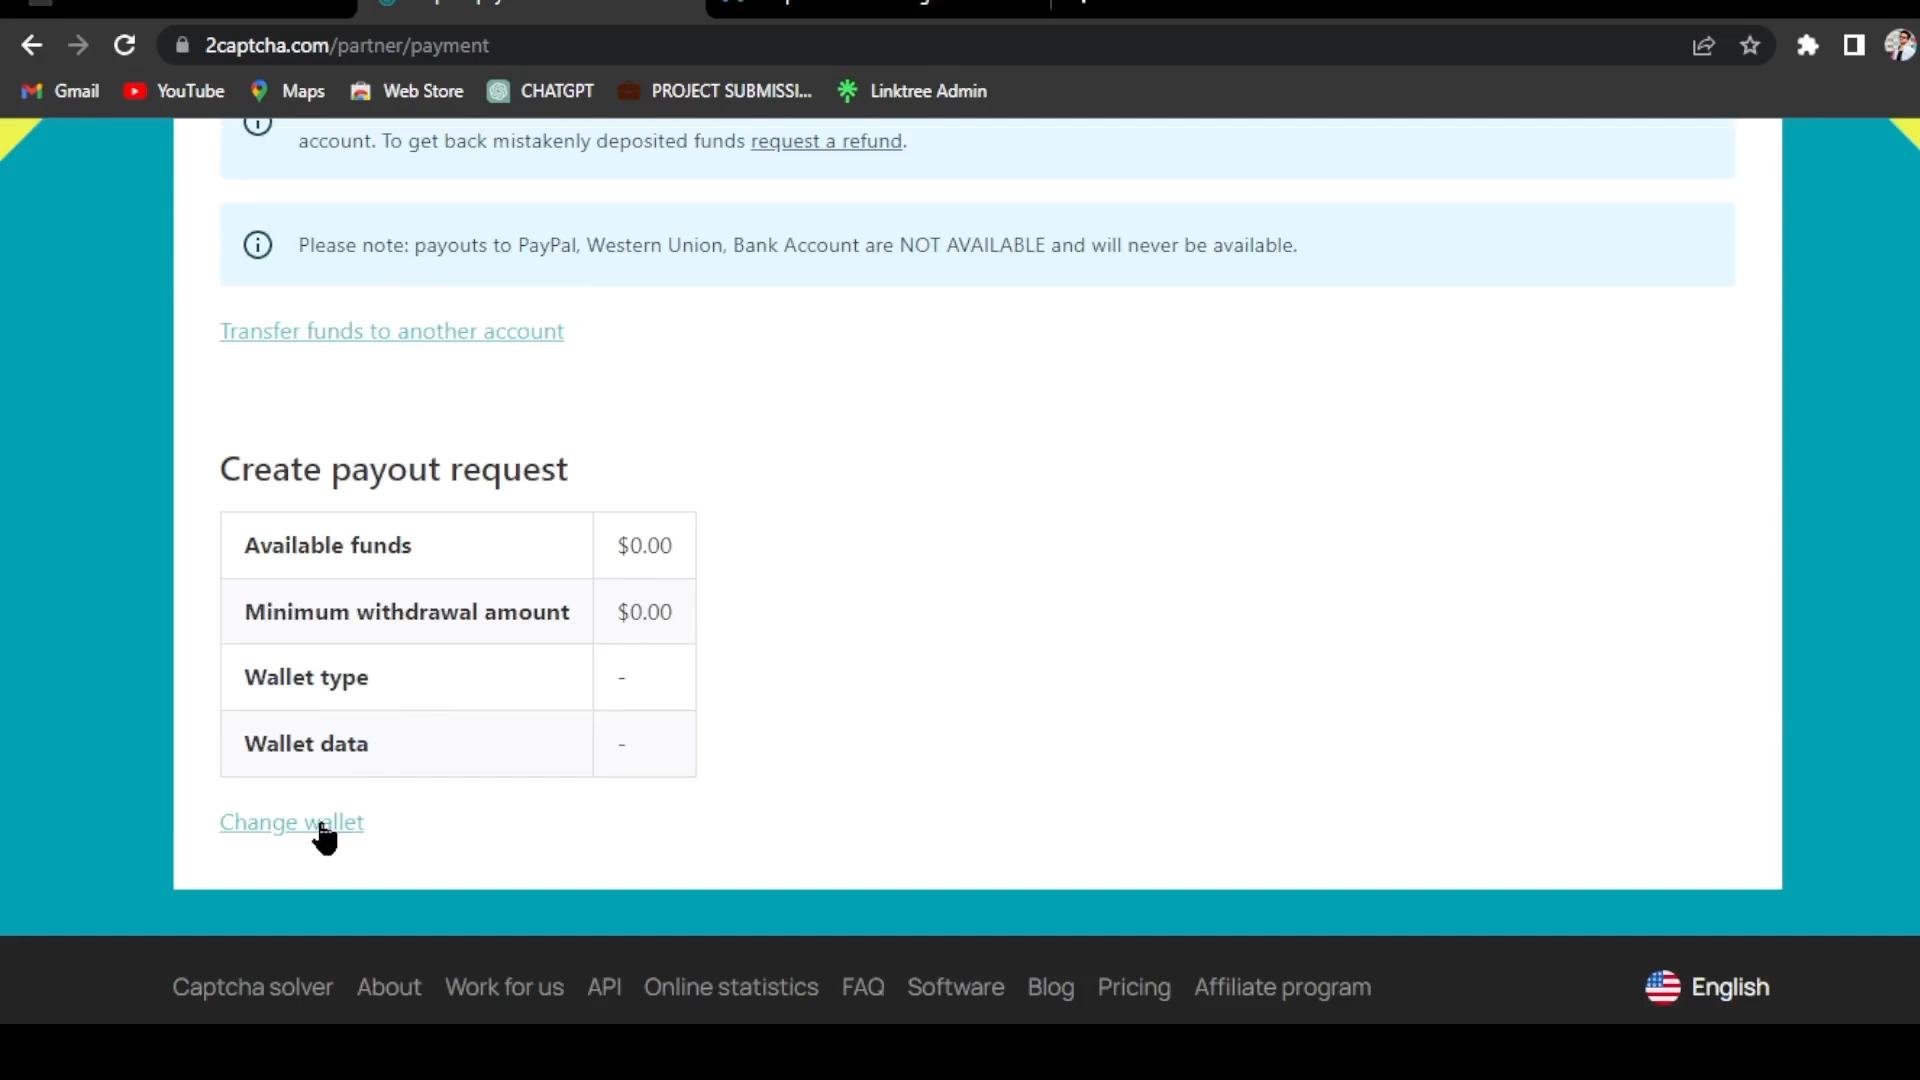 2captcha.com/partner/payment
Gmail YouTube Maps Web Store CHATGPT PROJECT SUBMISSI... Linktree Admin
account. To get back mistakenly deposited funds request a refund.
Please note: payouts to PayPal, Western Union, Bank Account are NOT AVAILABLE and will never be available.
Transfer funds to another account
Create payout request
Available funds $0.00
Minimum withdrawal amount $0.00
Wallet type -
Wallet data -
Change wallet
Captcha solver About Work for us API Online statistics FAQ Software Blog Pricing Affiliate program English